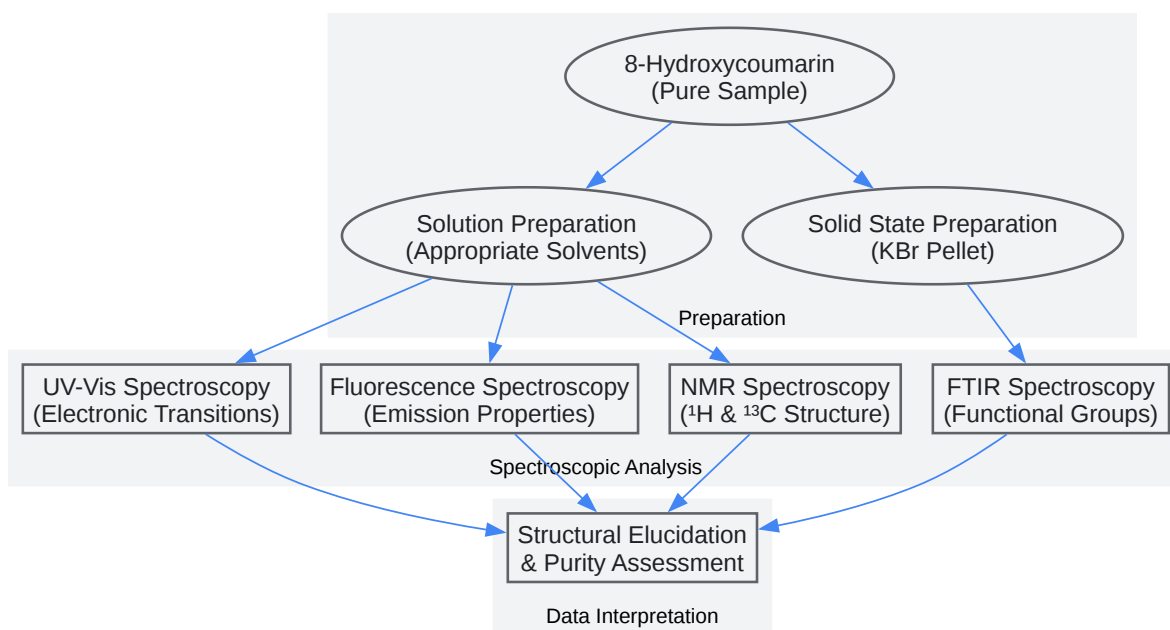 8-Hydroxycoumarin
(Pure Sample)
Solution Preparation
(Appropriate Solvents)
Solid State Preparation
(KBr Pellet)
Preparation
UV-Vis Spectroscopy
(Electronic Transitions)
Fluorescence Spectroscopy
(Emission Properties)
NMR Spectroscopy
(¹H & ¹³C Structure)
FTIR Spectroscopy
(Functional Groups)
Spectroscopic Analysis
Structural Elucidation
& Purity Assessment
Data Interpretation